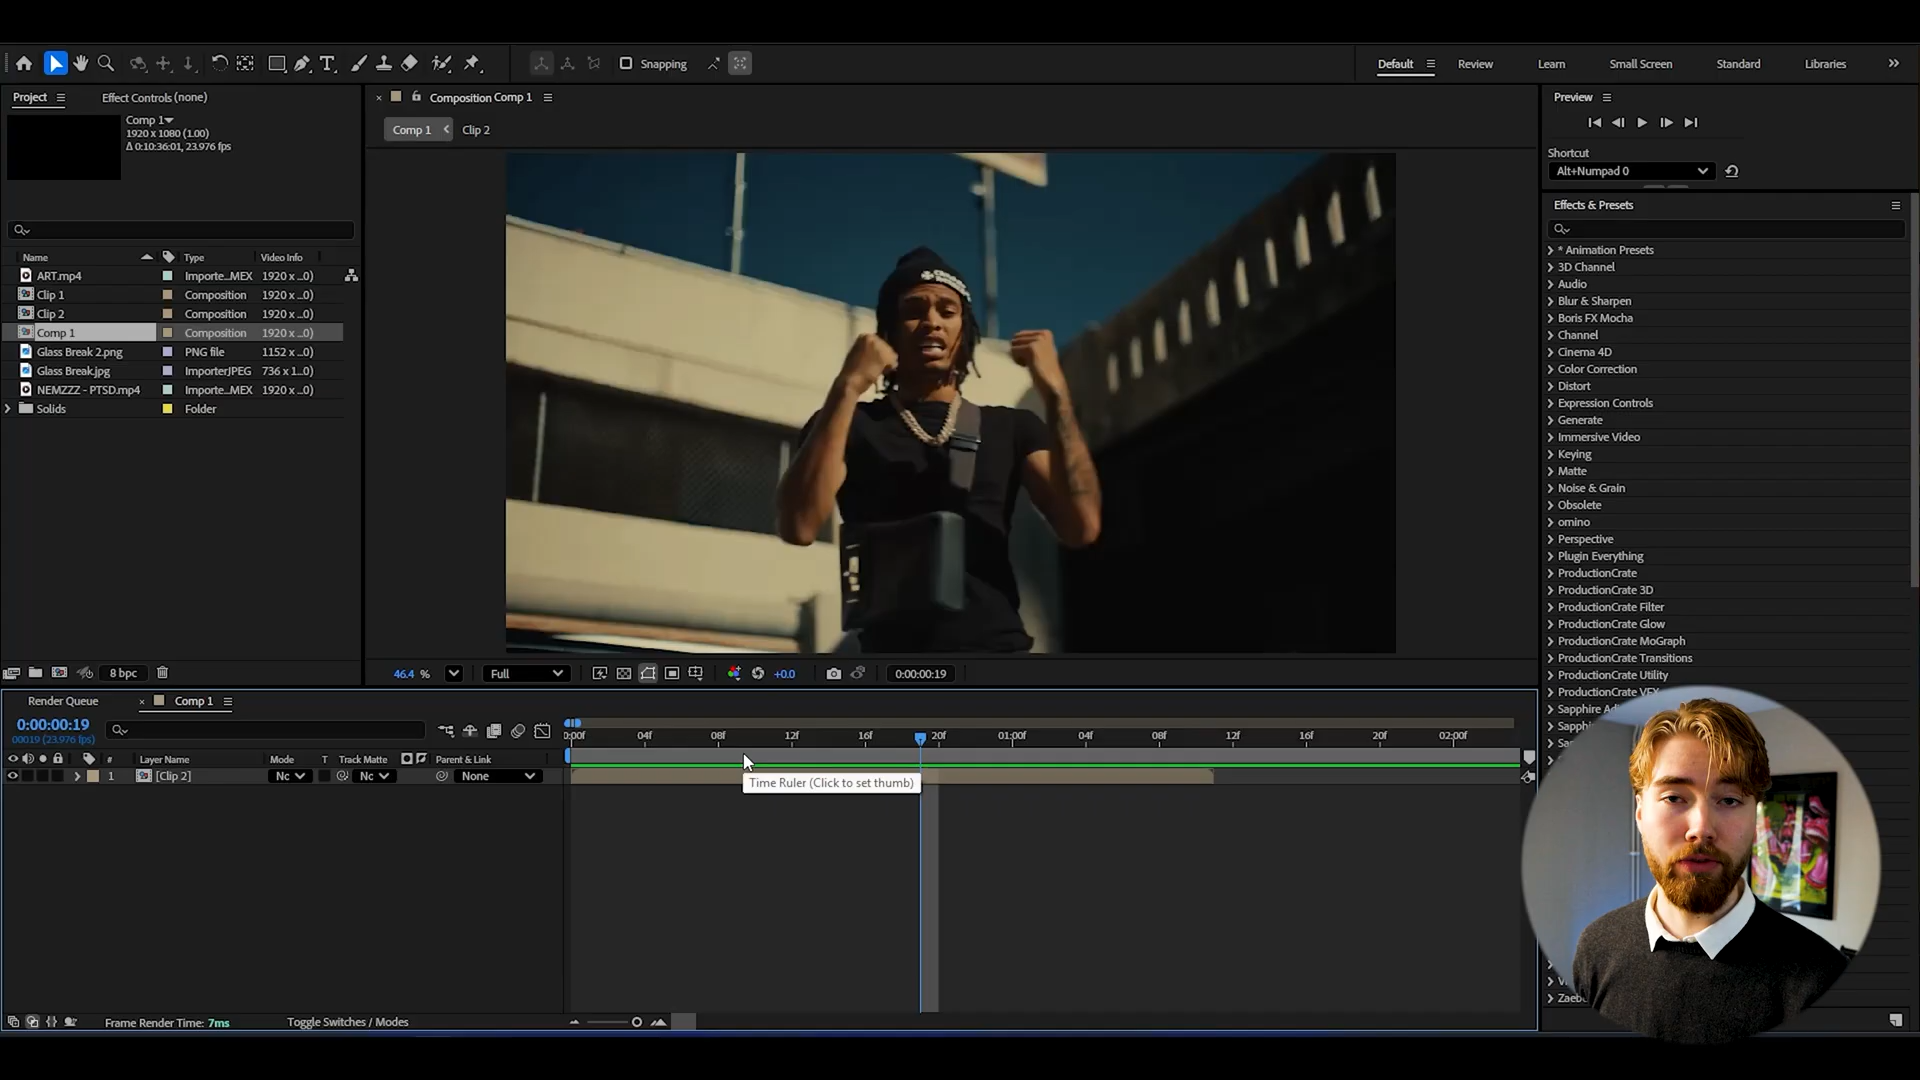 Snapping
Default
Review
Learn
Small Screen
Standard
Libraries
Project
Effect Controls (none)
Composition Comp 1
Preview
Comp 1
1920 x 1080 (1.00)
Δ 0:10:36:01, 23.976 fps
Comp 1
Clip 2
Shortcut
Alt+Numpad 0
Effects & Presets
Name
Type
Video Info
ART.mp4 Importe...MEX 1920 x ...0)
Clip 1 Composition 1920 x ...0)
Clip 2 Composition 1920 x ...0)
Comp 1 Composition 1920 x ...0)
Glass Break 2.png PNG file 1152 x...0)
Glass Break.jpg ImporterJPEG 736 x 1...0)
NEMZZZ - PTSD.mp4 Importe...MEX 1920 x ...0)
Solids Folder
* Animation Presets
3D Channel
Audio
Blur & Sharpen
Boris FX Mocha
Channel
Cinema 4D
Color Correction
Distort
Expression Controls
Generate
Immersive Video
Keying
Matte
Noise & Grain
Obsolete
omino
Perspective
Plugin Everything
ProductionCrate
ProductionCrate 3D
ProductionCrate Filter
ProductionCrate Glow
ProductionCrate MoGraph
ProductionCrate Transitions
ProductionCrate Utility
ProductionCrate VFX
Sapphire Adj
Sapp
Sa
Zaeb
8 bpc
46.4 %
Full
+0.0
0:00:00:19
Render Queue
Comp 1
0:00:00:19
00019 (23.976 fps)
0:00f 04f 08f 12f 16f 20f 01:00f 04f 08f 12f 16f 20f 02:00f
# Layer Name Mode T Track Matte Parent & Link
1 [Clip 2] Nc Nc None
Time Ruler (Click to set thumb)
Frame Render Time: 7ms
Toggle Switches / Modes